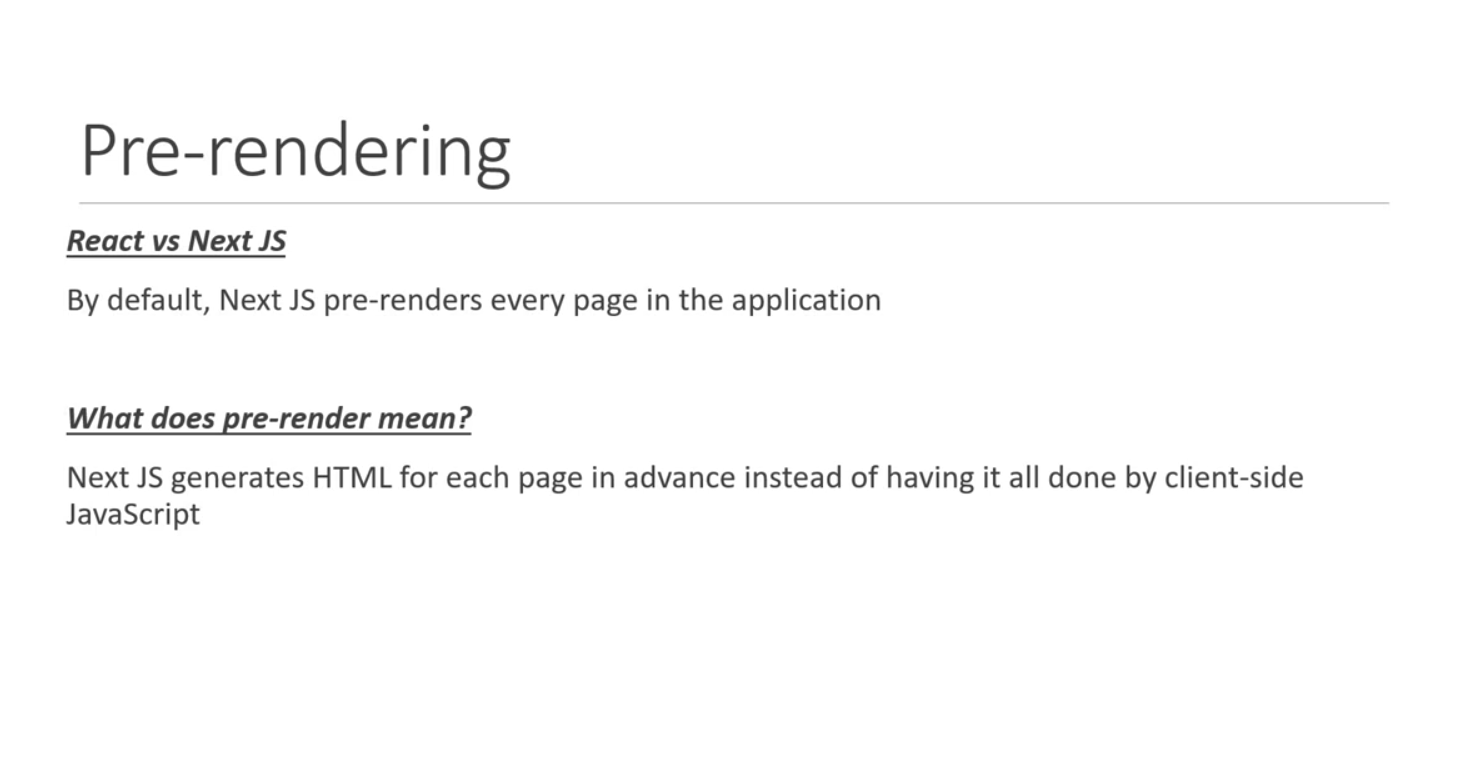 Pre-rendering
React vs Next JS
By default, Next JS pre-renders every page in the application
What does pre-render mean?
Next JS generates HTML for each page in advance instead of having it all done by client-side
JavaScript